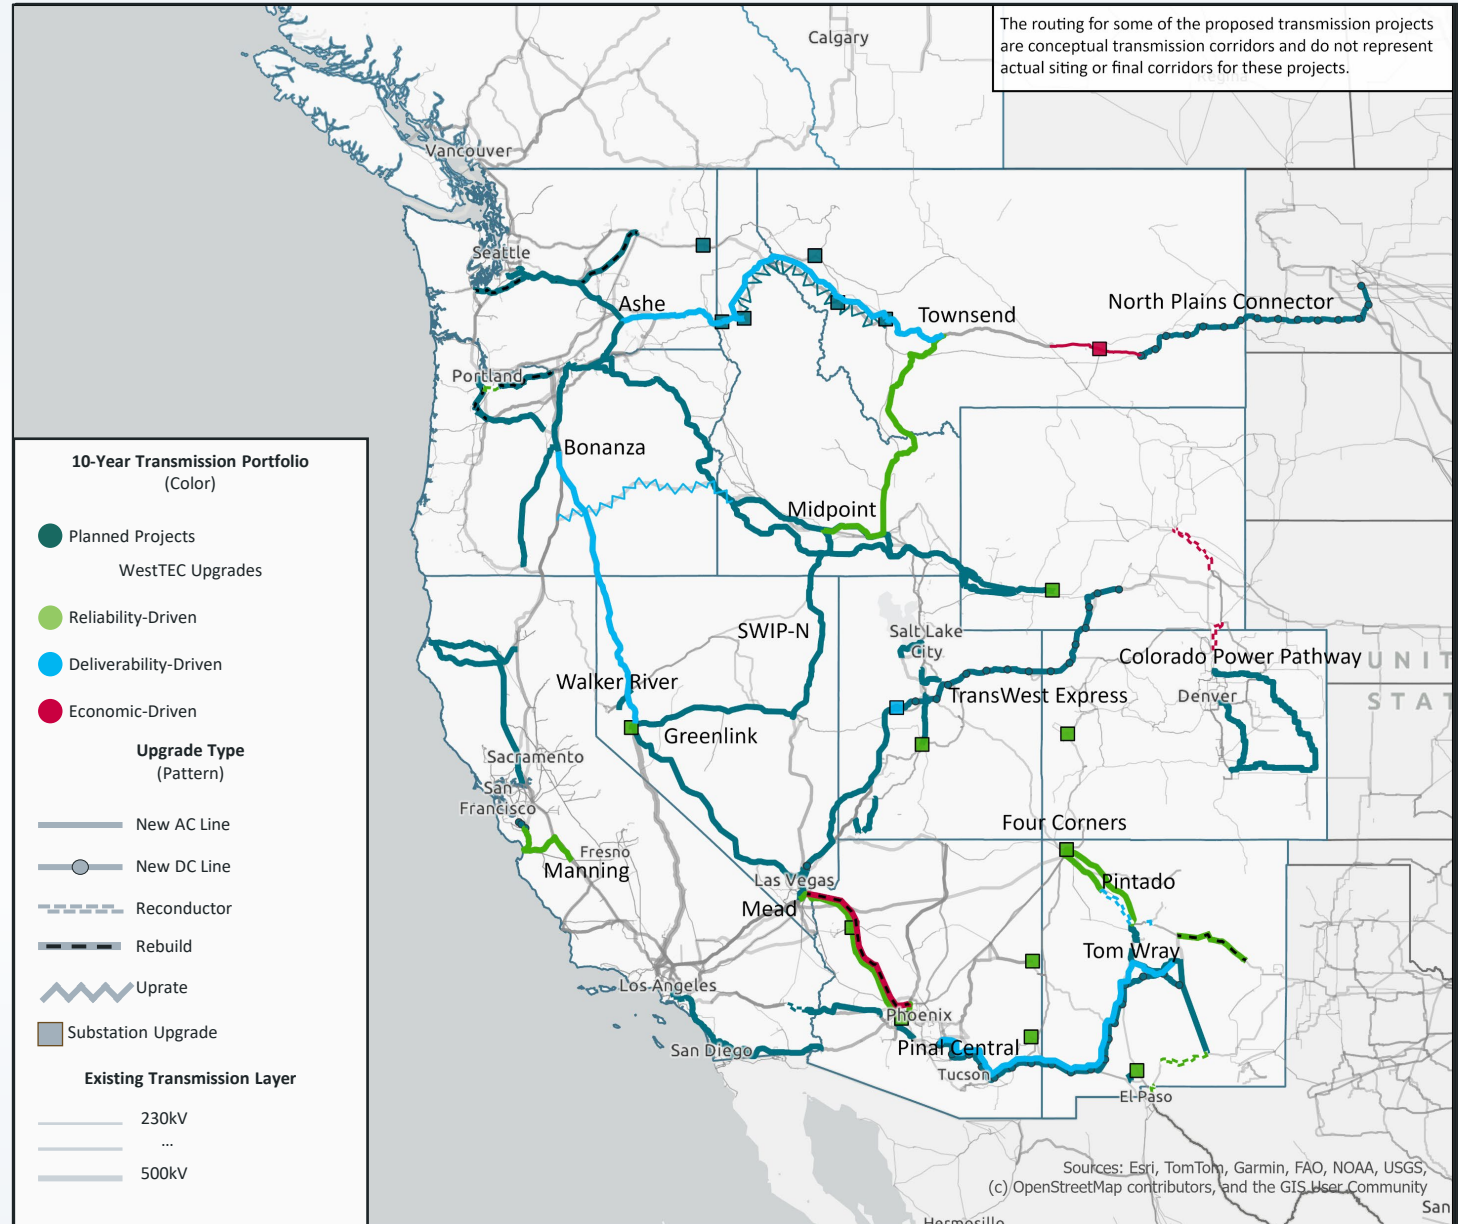 The routing for some of the proposed transmission projects
are conceptual transmission corridors and do not represent
actual siting or final corridors for these projects.
Calgary
Vancouver
Seattle
Ashe
Townsend
North Plains Connector
Portland
Bonanza
Midpoint
SWIP-N
Salt Lake
City
Colorado Power Pathway
UNIT
STAT
Walker River
TransWest Express
Denver
Greenlink
Sacramento
San
Francisco
Four Corners
Fresno
Manning
Las Vegas
Mead
Pintado
Tom Wray
Los Angeles
Phoenix
San Diego
Pinal Central
Tucson
El Paso
Hermosillo
San
10-Year Transmission Portfolio
(Color)
Planned Projects
WestTEC Upgrades
Reliability-Driven
Deliverability-Driven
Economic-Driven
Upgrade Type
(Pattern)
New AC Line
New DC Line
Reconductor
Rebuild
Uprate
Substation Upgrade
Existing Transmission Layer
230kV
...
500kV
Sources: Esri, TomTom, Garmin, FAO, NOAA, USGS,
(c) OpenStreetMap contributors, and the GIS User Community